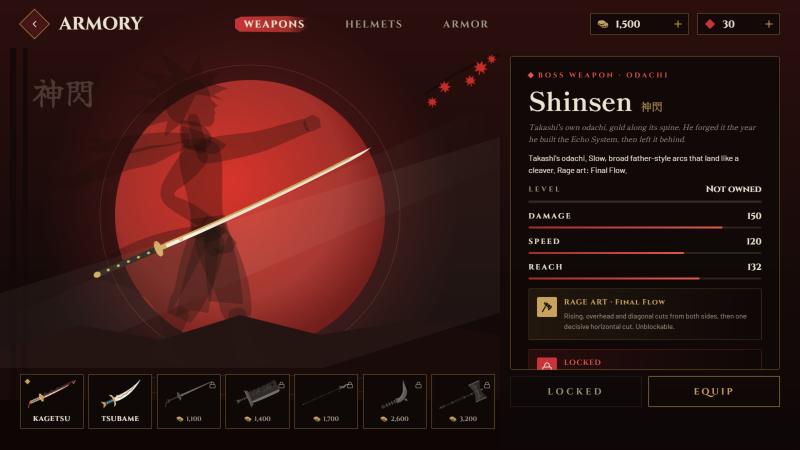 ARMORY
WEAPONS
HELMETS
ARMOR
1,500 +
30 +
神閃
BOSS WEAPON · ODACHI
Shinsen 神閃
Takashi's own odachi, gold along its spine. He forged it the year
he built the Echo System, then left it behind.
Takashi's odachi. Slow, broad father-style arcs that land like a
cleaver. Rage art: Final Flow.
LEVEL NOT OWNED
DAMAGE 150
SPEED 120
REACH 132
RAGE ART · FINAL FLOW
Rising, overhead and diagonal cuts from both sides, then one
decisive horizontal cut. Unblockable.
LOCKED
KAGETSU
TSUBAME
1,100
1,400
1,700
2,600
3,200
LOCKED
EQUIP